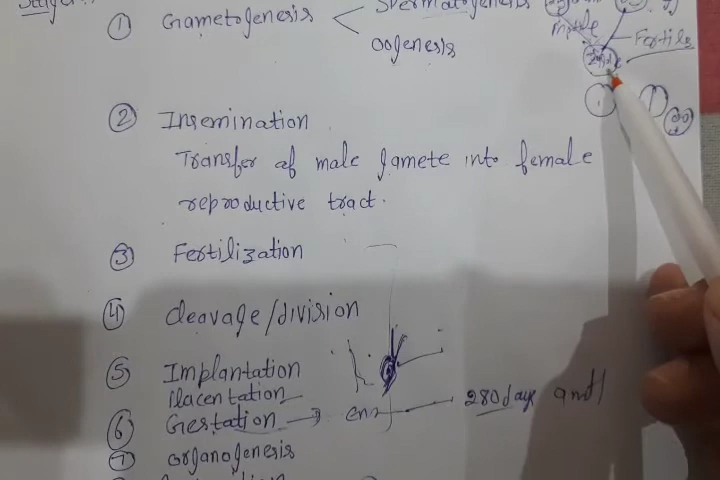 ① Gametogenesis < Spermatogenesis
Oogenesis
Motile
Fertile
② Insemination
Transfer of male gamete into female
reproductive tract.
③ Fertilization
④ cleavage/division
⑤ Implantation
Placentation
⑥ Gestation → 280 days
⑦ Organogenesis